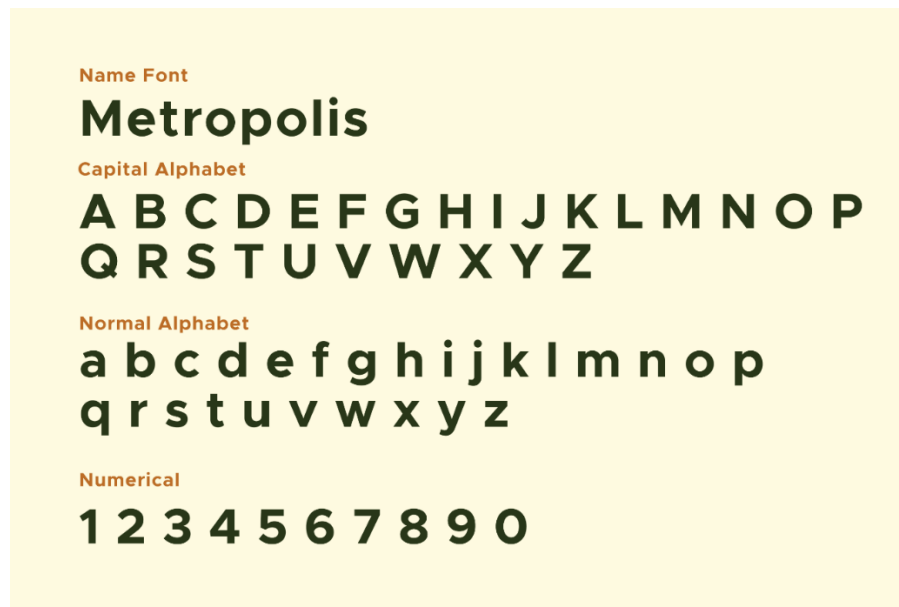 Name Font
Metropolis
Capital Alphabet
A B C D E F G H I J K L M N O P
Q R S T U V W X Y Z
Normal Alphabet
a b c d e f g h i j k l m n o p
q r s t u v w x y z
Numerical
1 2 3 4 5 6 7 8 9 0